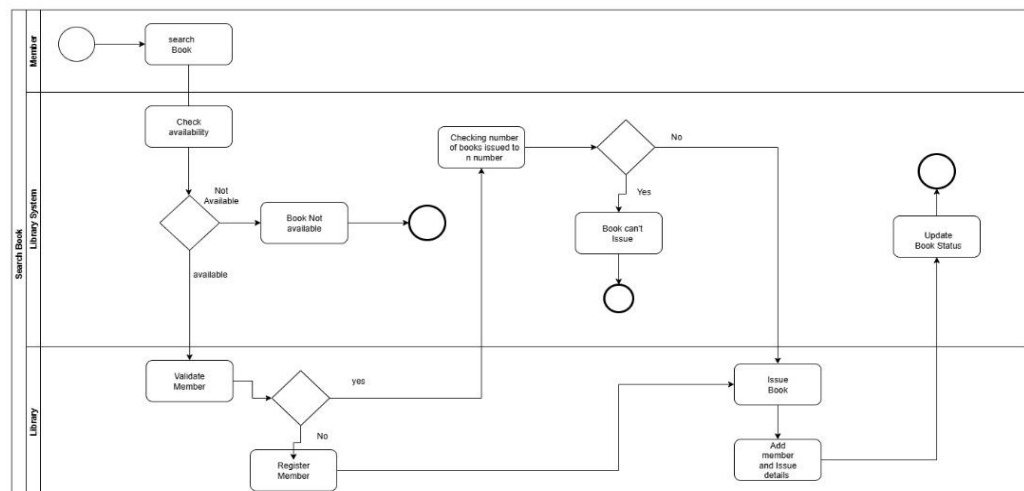 Search Book
Member
search
Book
Library System
Check
availability
Not
Available
Book Not
available
available
Checking number
of books issued to
n number
No
Yes
Book can't
Issue
Update
Book Status
Library
Validate
Member
yes
No
Register
Member
Issue
Book
Add
member
and Issue
details